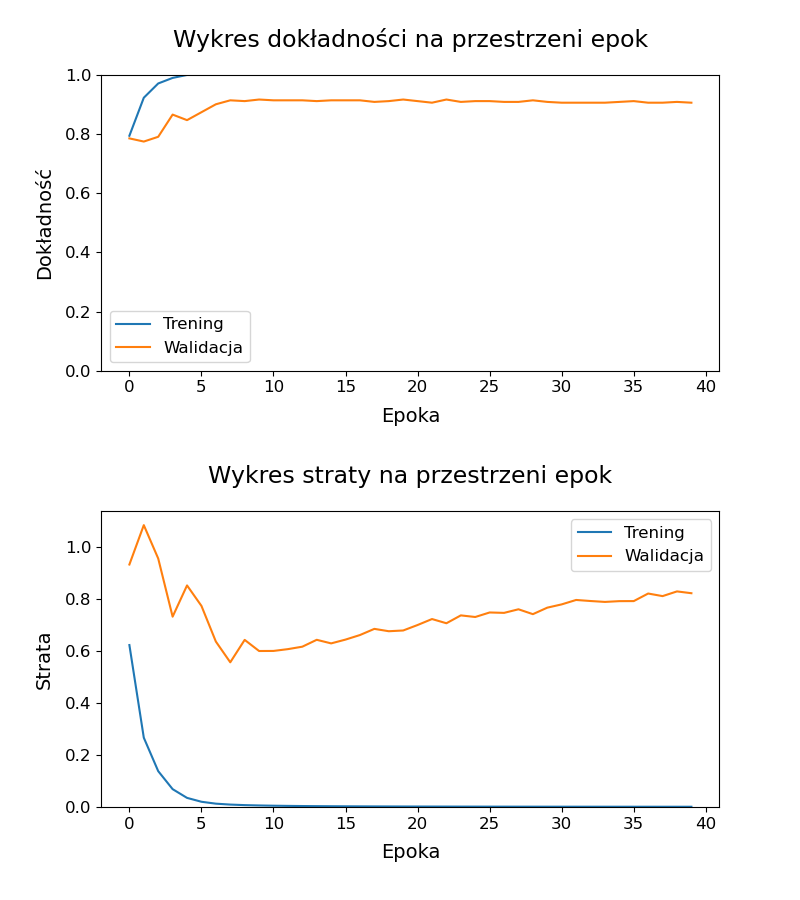 Wykres dokładności na przestrzeni epok
1.0
0.8
0.6
0.4
0.2
0.0
Dokładność
Trening
Walidacja
0 5 10 15 20 25 30 35 40
Epoka
Wykres straty na przestrzeni epok
1.0
0.8
0.6
0.4
0.2
0.0
Strata
Trening
Walidacja
0 5 10 15 20 25 30 35 40
Epoka